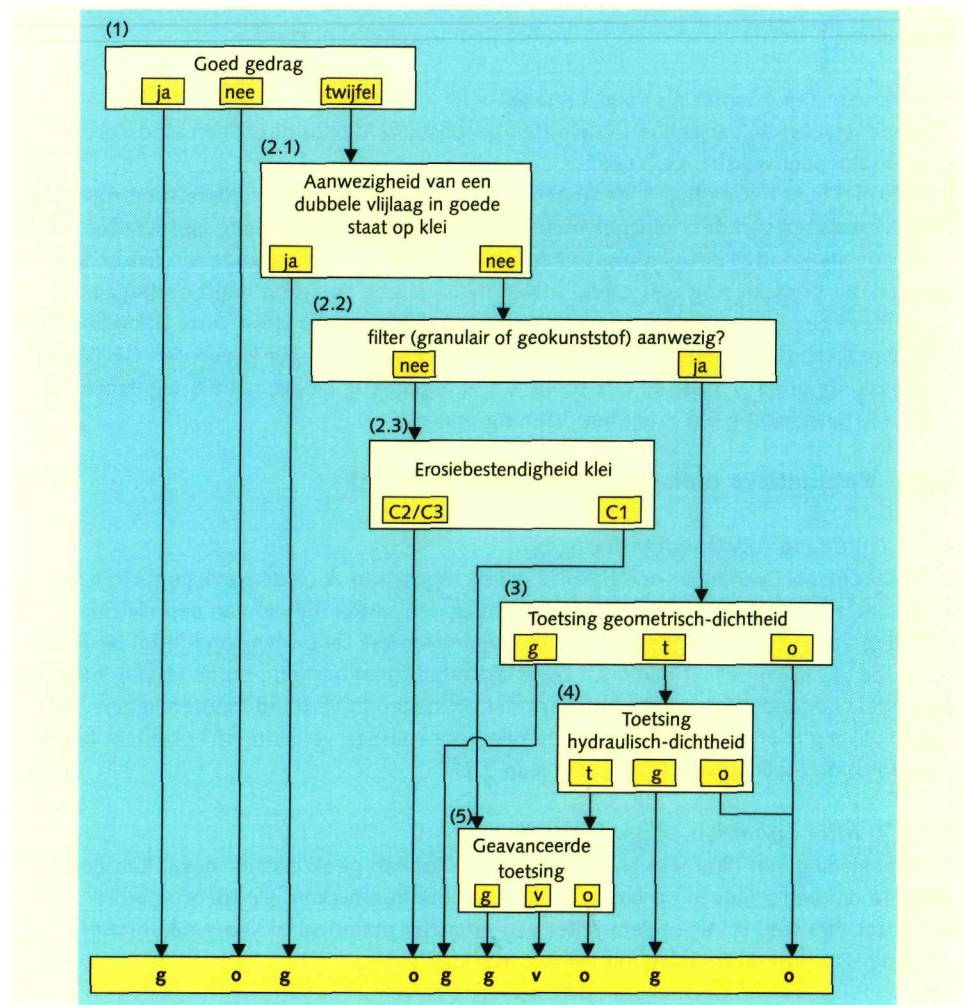 (1)
Goed gedrag
ja nee twijfel
(2.1)
Aanwezigheid van een
dubbele vlijlaag in goede
staat op klei
ja nee
(2.2)
filter (granulair of geokunststof) aanwezig?
nee ja
(2.3)
Erosiebestendigheid klei
C2/C3 C1
(3)
Toetsing geometrisch-dichtheid
g t o
(4)
Toetsing
hydraulisch-dichtheid
t g o
(5)
Geavanceerde
toetsing
g v o
g o g o g g v o g o